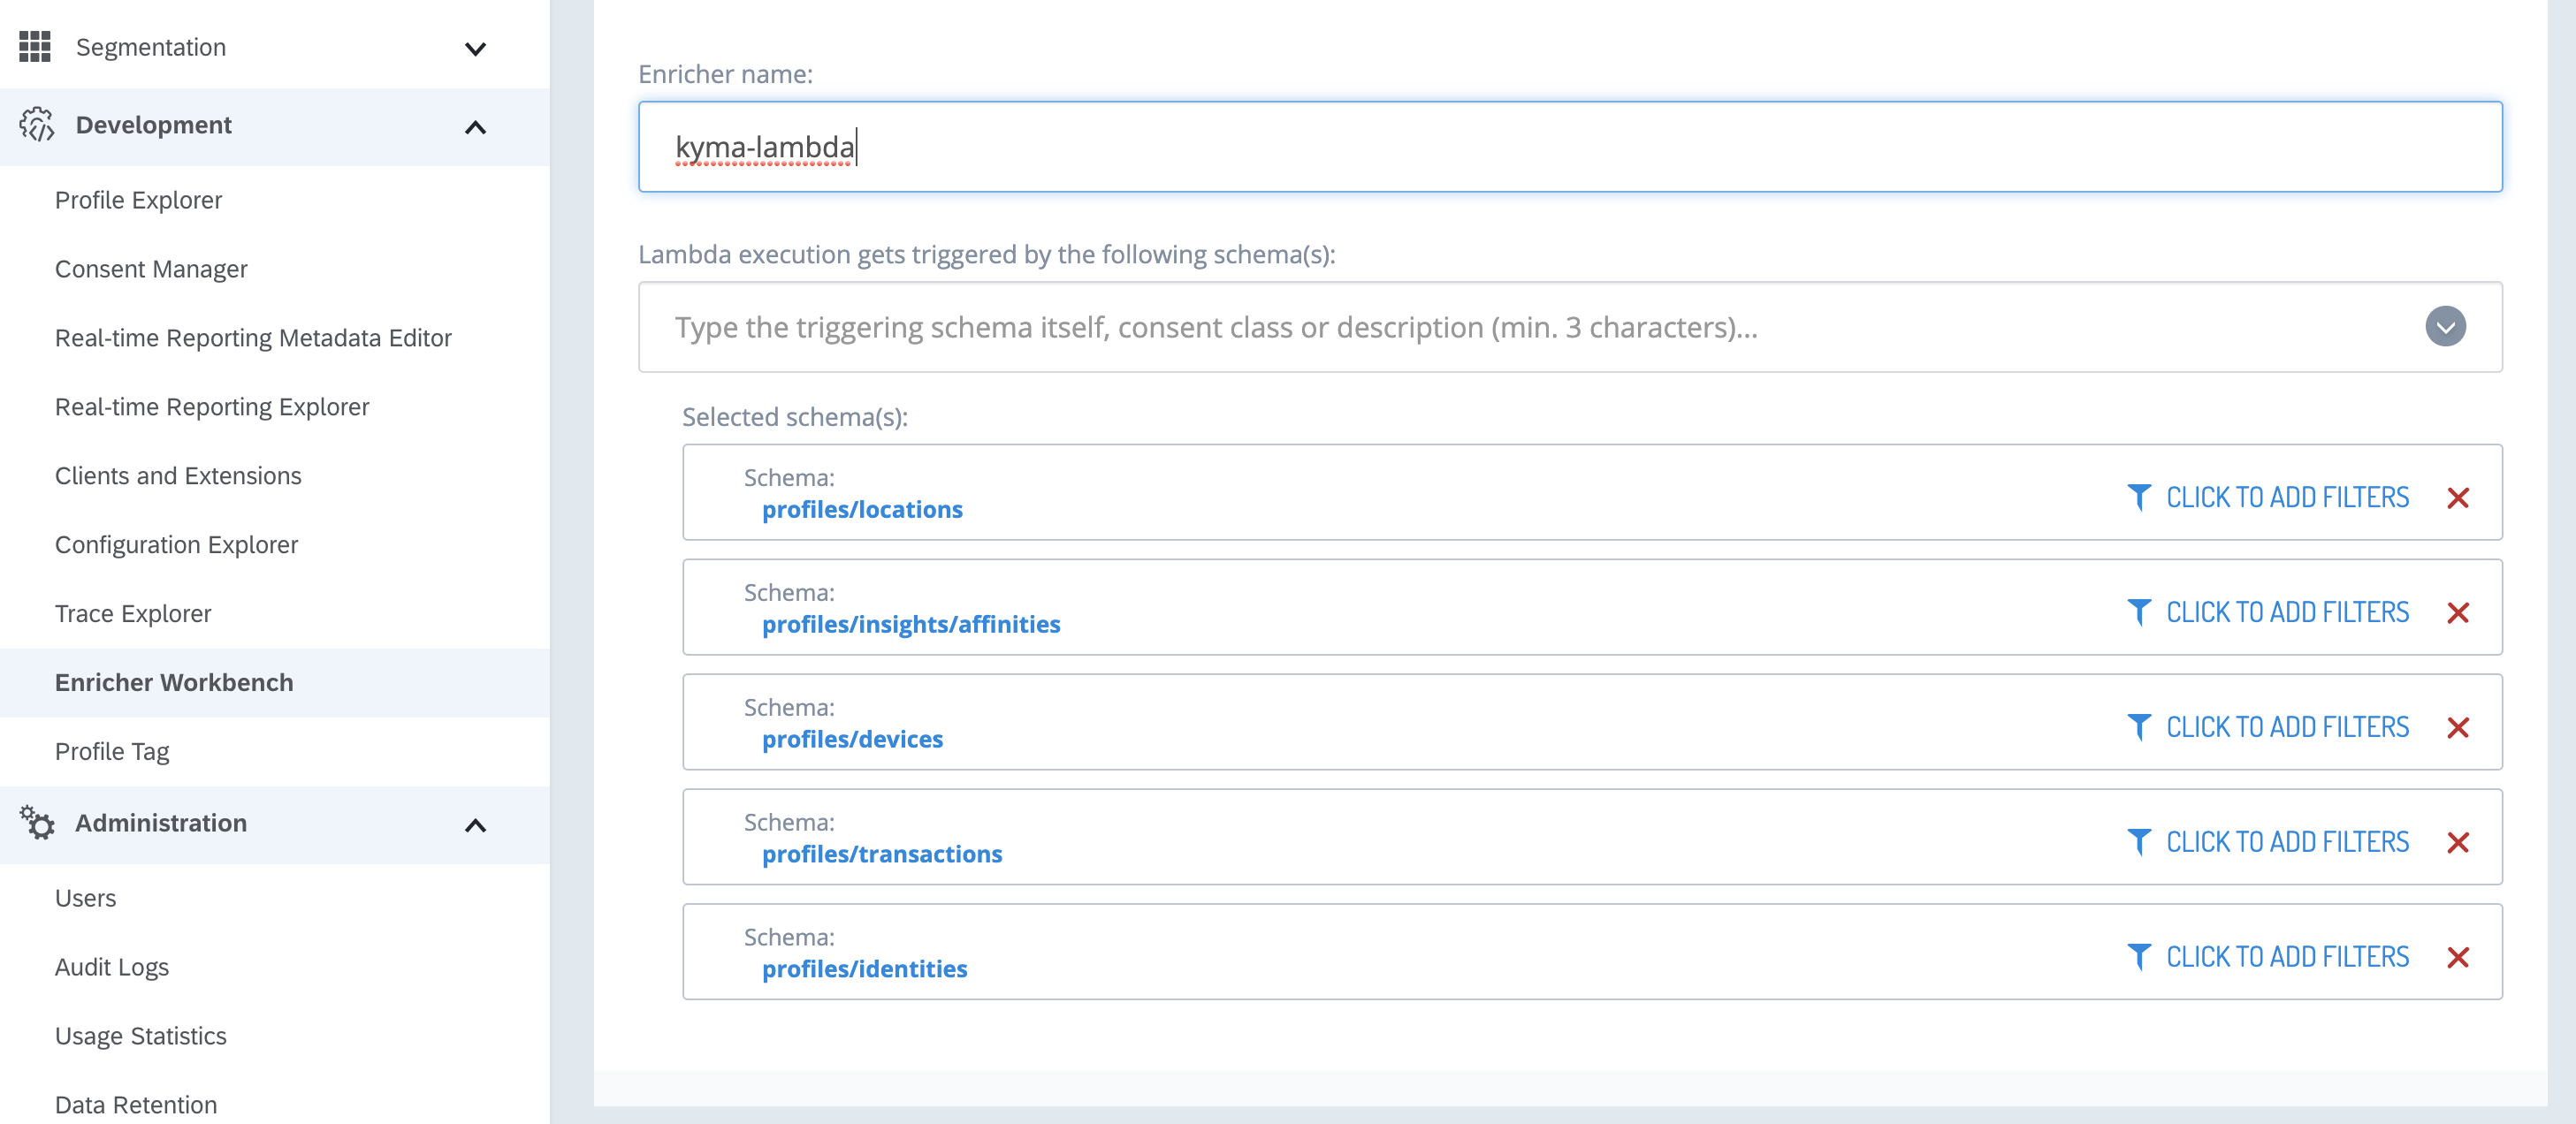 Segmentation
Development
Profile Explorer
Consent Manager
Real-time Reporting Metadata Editor
Real-time Reporting Explorer
Clients and Extensions
Configuration Explorer
Trace Explorer
Enricher Workbench
Profile Tag
Administration
Users
Audit Logs
Usage Statistics
Data Retention
Enricher name:
kyma-lambda
Lambda execution gets triggered by the following schema(s):
Type the triggering schema itself, consent class or description (min. 3 characters)...
Selected schema(s):
Schema:
profiles/locations
CLICK TO ADD FILTERS
Schema:
profiles/insights/affinities
CLICK TO ADD FILTERS
Schema:
profiles/devices
CLICK TO ADD FILTERS
Schema:
profiles/transactions
CLICK TO ADD FILTERS
Schema:
profiles/identities
CLICK TO ADD FILTERS